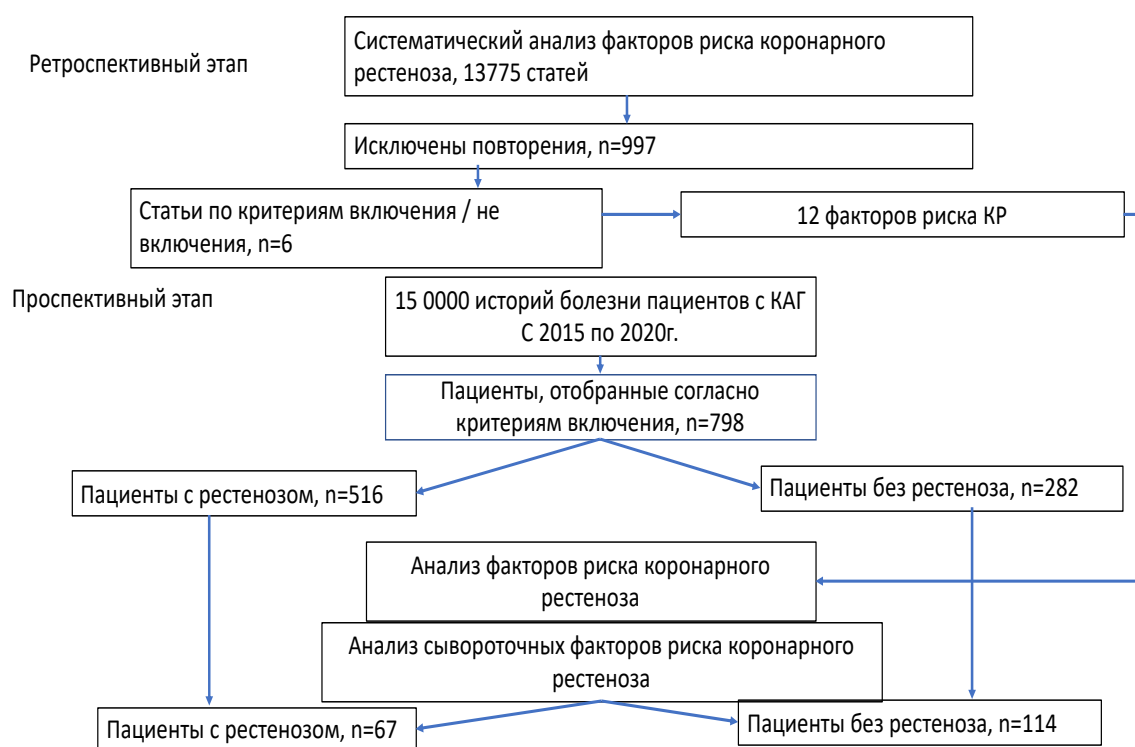 Ретроспективный этап
Систематический анализ факторов риска коронарного
рестеноза, 13775 статей
Исключены повторения, n=997
Статьи по критериям включения / не
включения, n=6
12 факторов риска КР
Проспективный этап
15 0000 историй болезни пациентов с КАГ
С 2015 по 2020г.
Пациенты, отобранные согласно
критериям включения, n=798
Пациенты с рестенозом, n=516
Пациенты без рестеноза, n=282
Анализ факторов риска коронарного
рестеноза
Анализ сывороточных факторов риска коронарного
рестеноза
Пациенты с рестенозом, n=67
Пациенты без рестеноза, n=114